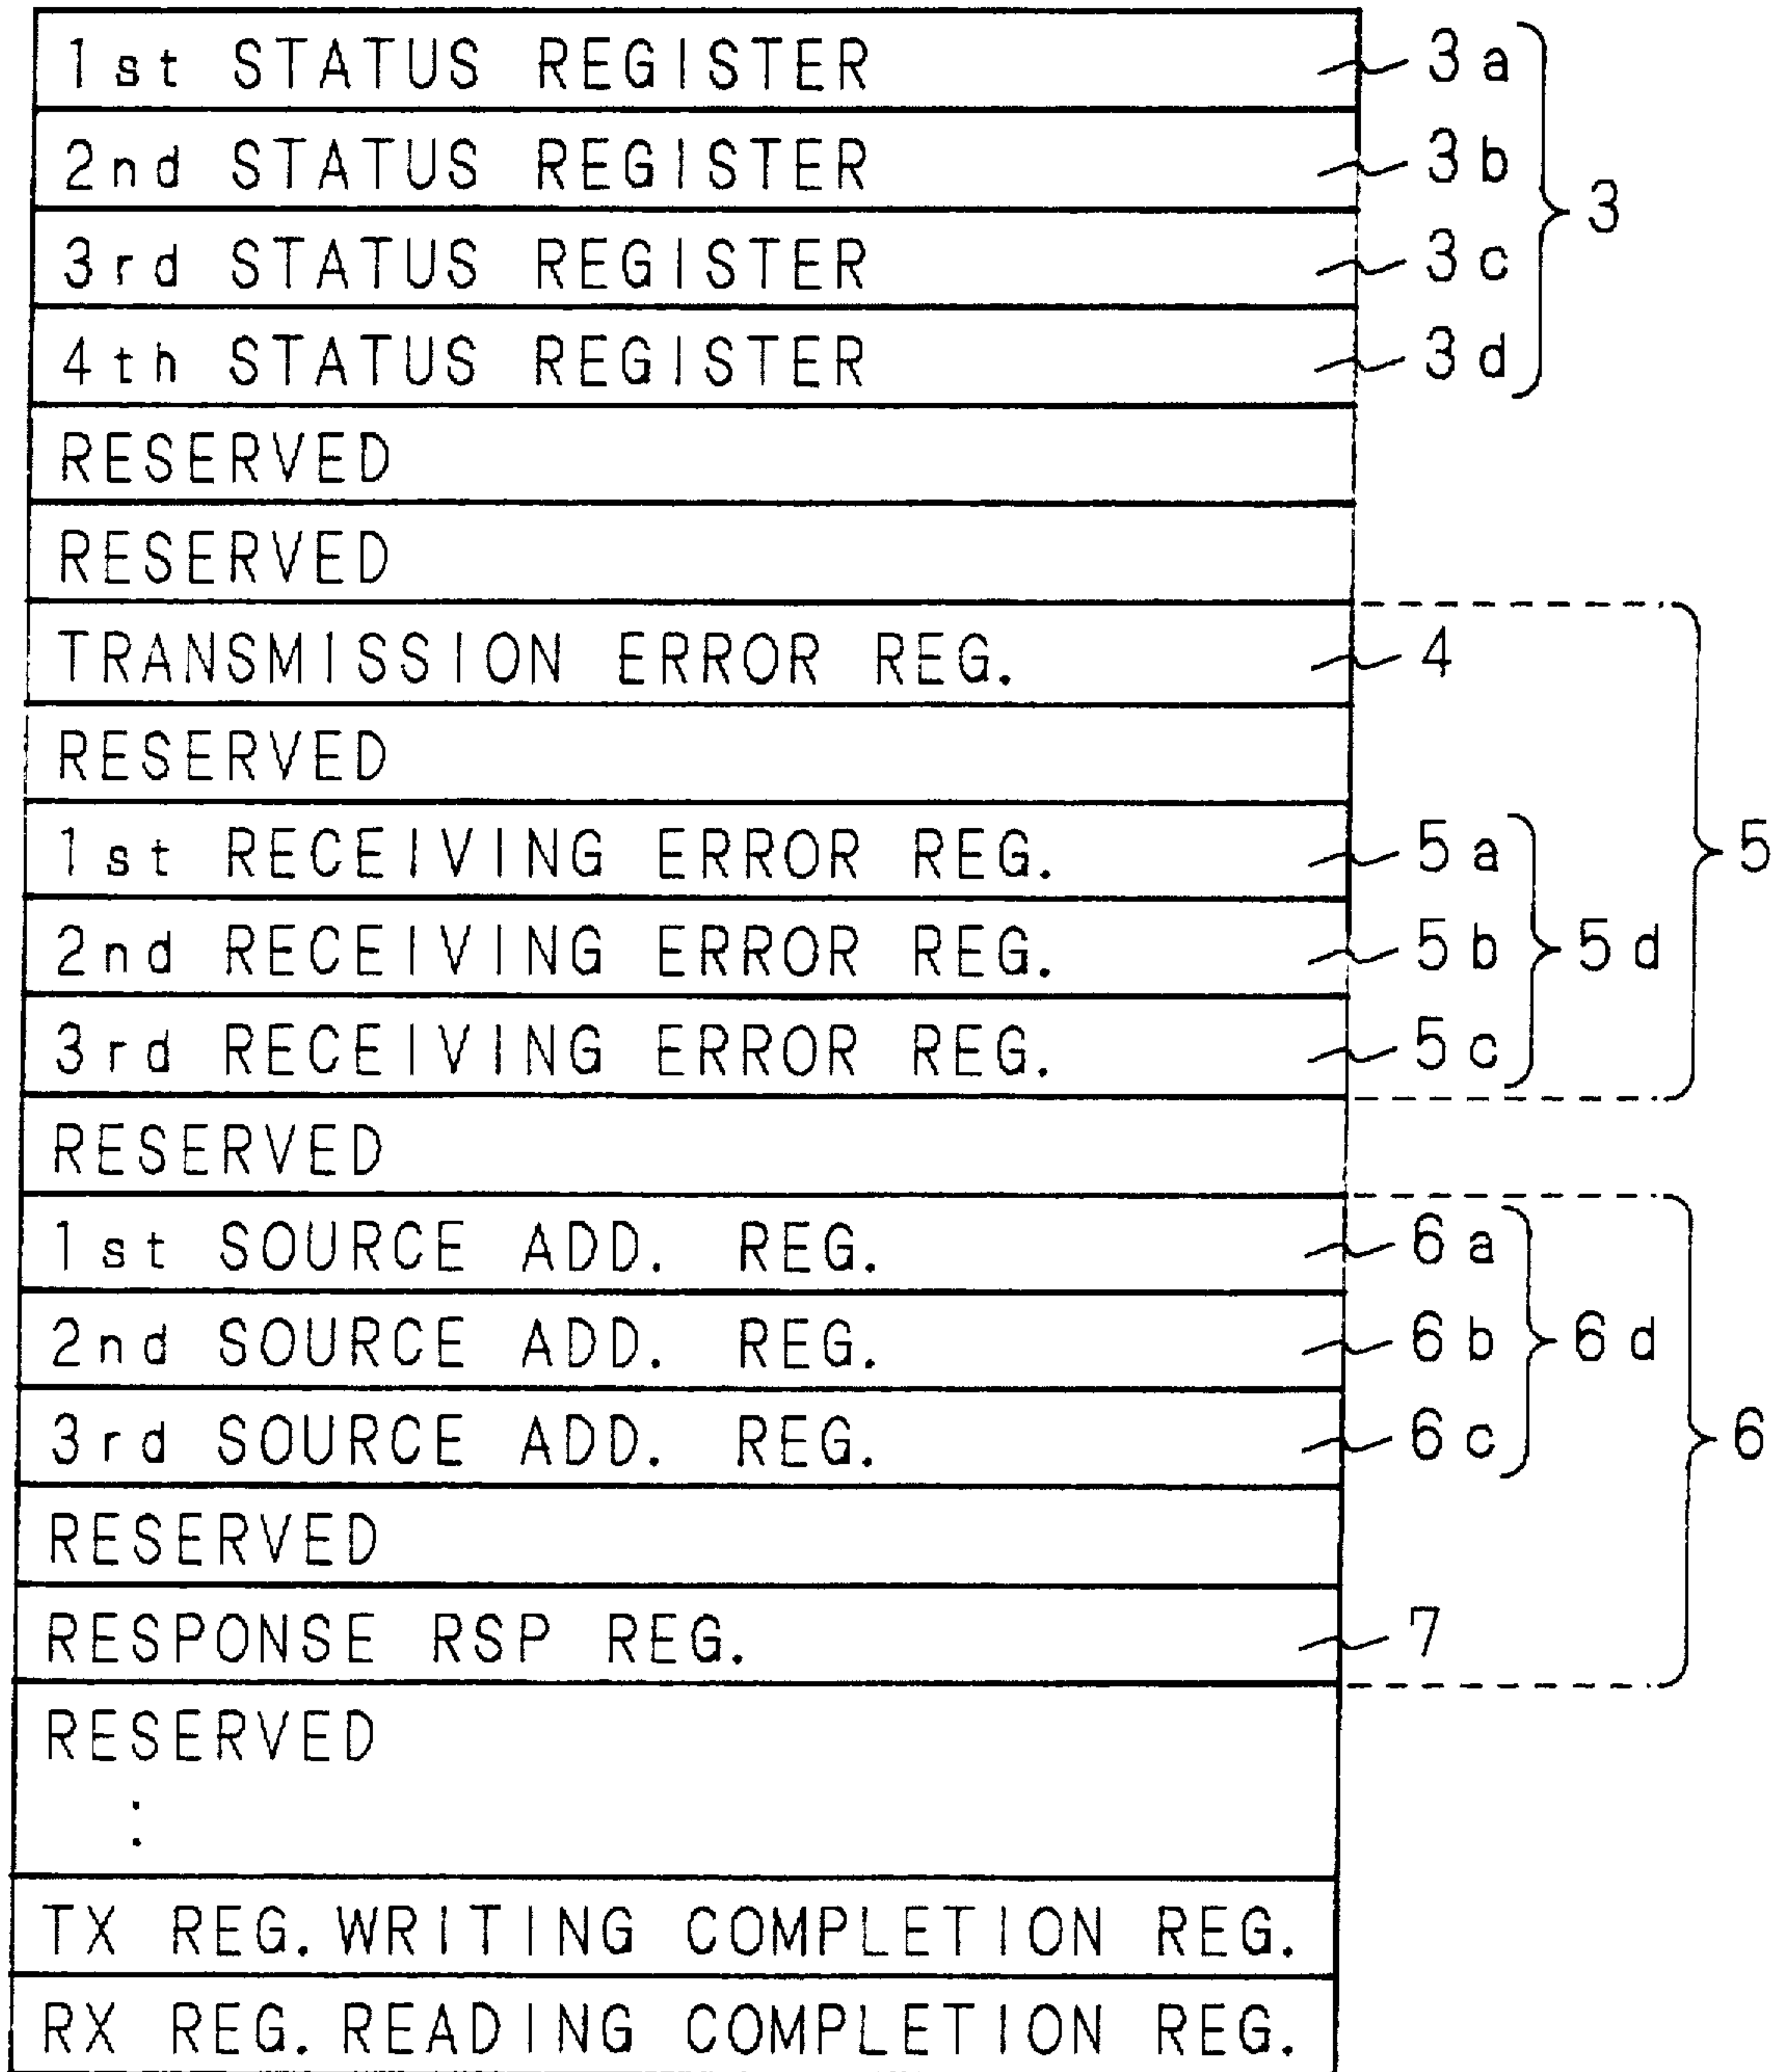 1st STATUS REGISTER 3a
2nd STATUS REGISTER 3b
3
3rd STATUS REGISTER 3c
4th STATUS REGISTER 3d
RESERVED
RESERVED
TRANSMISSION ERROR REG. 4
RESERVED
1st RECEIVING ERROR REG. 5a
5
2nd RECEIVING ERROR REG. 5b 5d
3rd RECEIVING ERROR REG. 5c
RESERVED
1st SOURCE ADD. REG. 6a
2nd SOURCE ADD. REG. 6b 6d
3rd SOURCE ADD. REG. 6c 6
RESERVED
RESPONSE RSP REG. 7
RESERVED
:
TX REG. WRITING COMPLETION REG.
RX REG. READING COMPLETION REG.